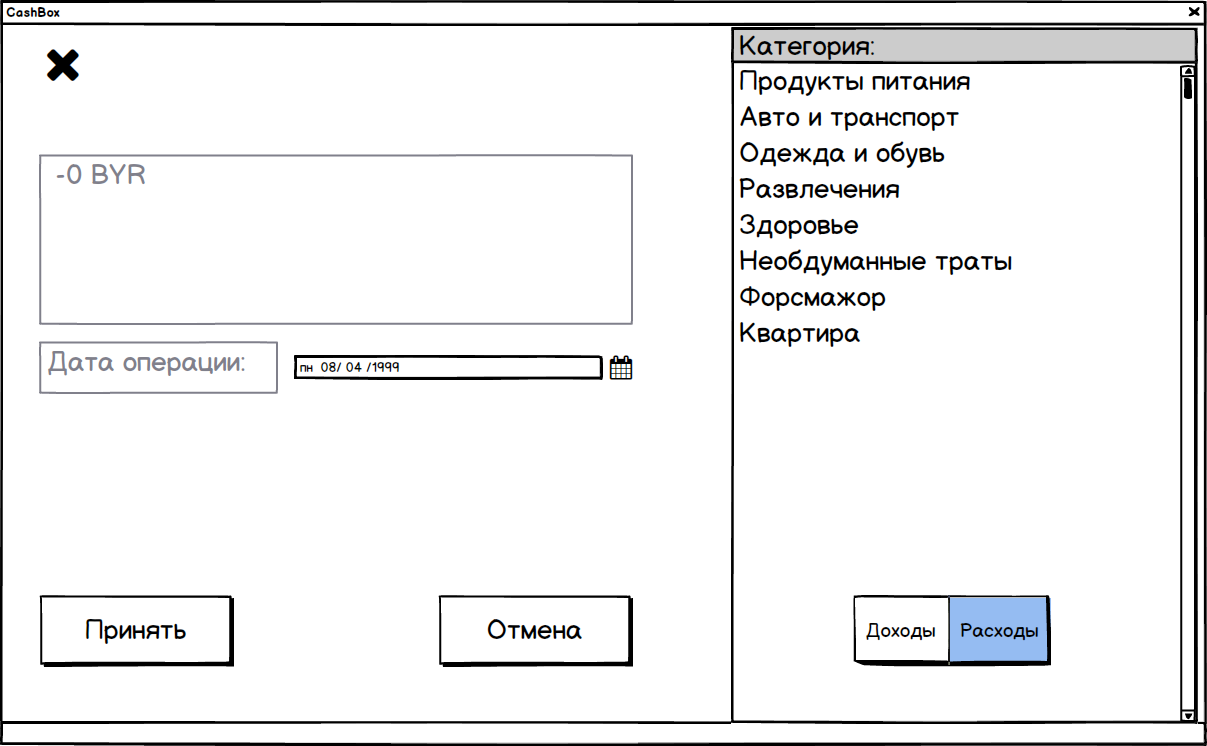 CashBox
-0 BYR
Дата операции:
пн 08/ 04 /1999
Принять
Отмена
Категория:
Продукты питания
Авто и транспорт
Одежда и обувь
Развлечения
Здоровье
Необдуманные траты
Форсмажор
Квартира
Доходы Расходы